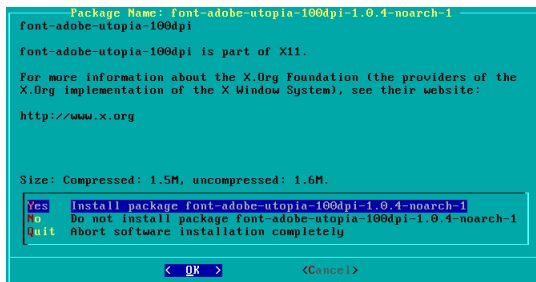 Package Name: font-adobe-utopia-100dpi-1.0.4-noarch-1
font-adobe-utopia-100dpi
font-adobe-utopia-100dpi is part of X11.
For more information about the X.Org Foundation (the providers of the
X.Org implementation of the X Window System), see their website:
http://www.x.org
Size: Compressed: 1.5M, uncompressed: 1.6M.
Yes Install package font-adobe-utopia-100dpi-1.0.4-noarch-1
No Do not install package font-adobe-utopia-100dpi-1.0.4-noarch-1
Quit Abort software installation completely
< OK > <Cancel>